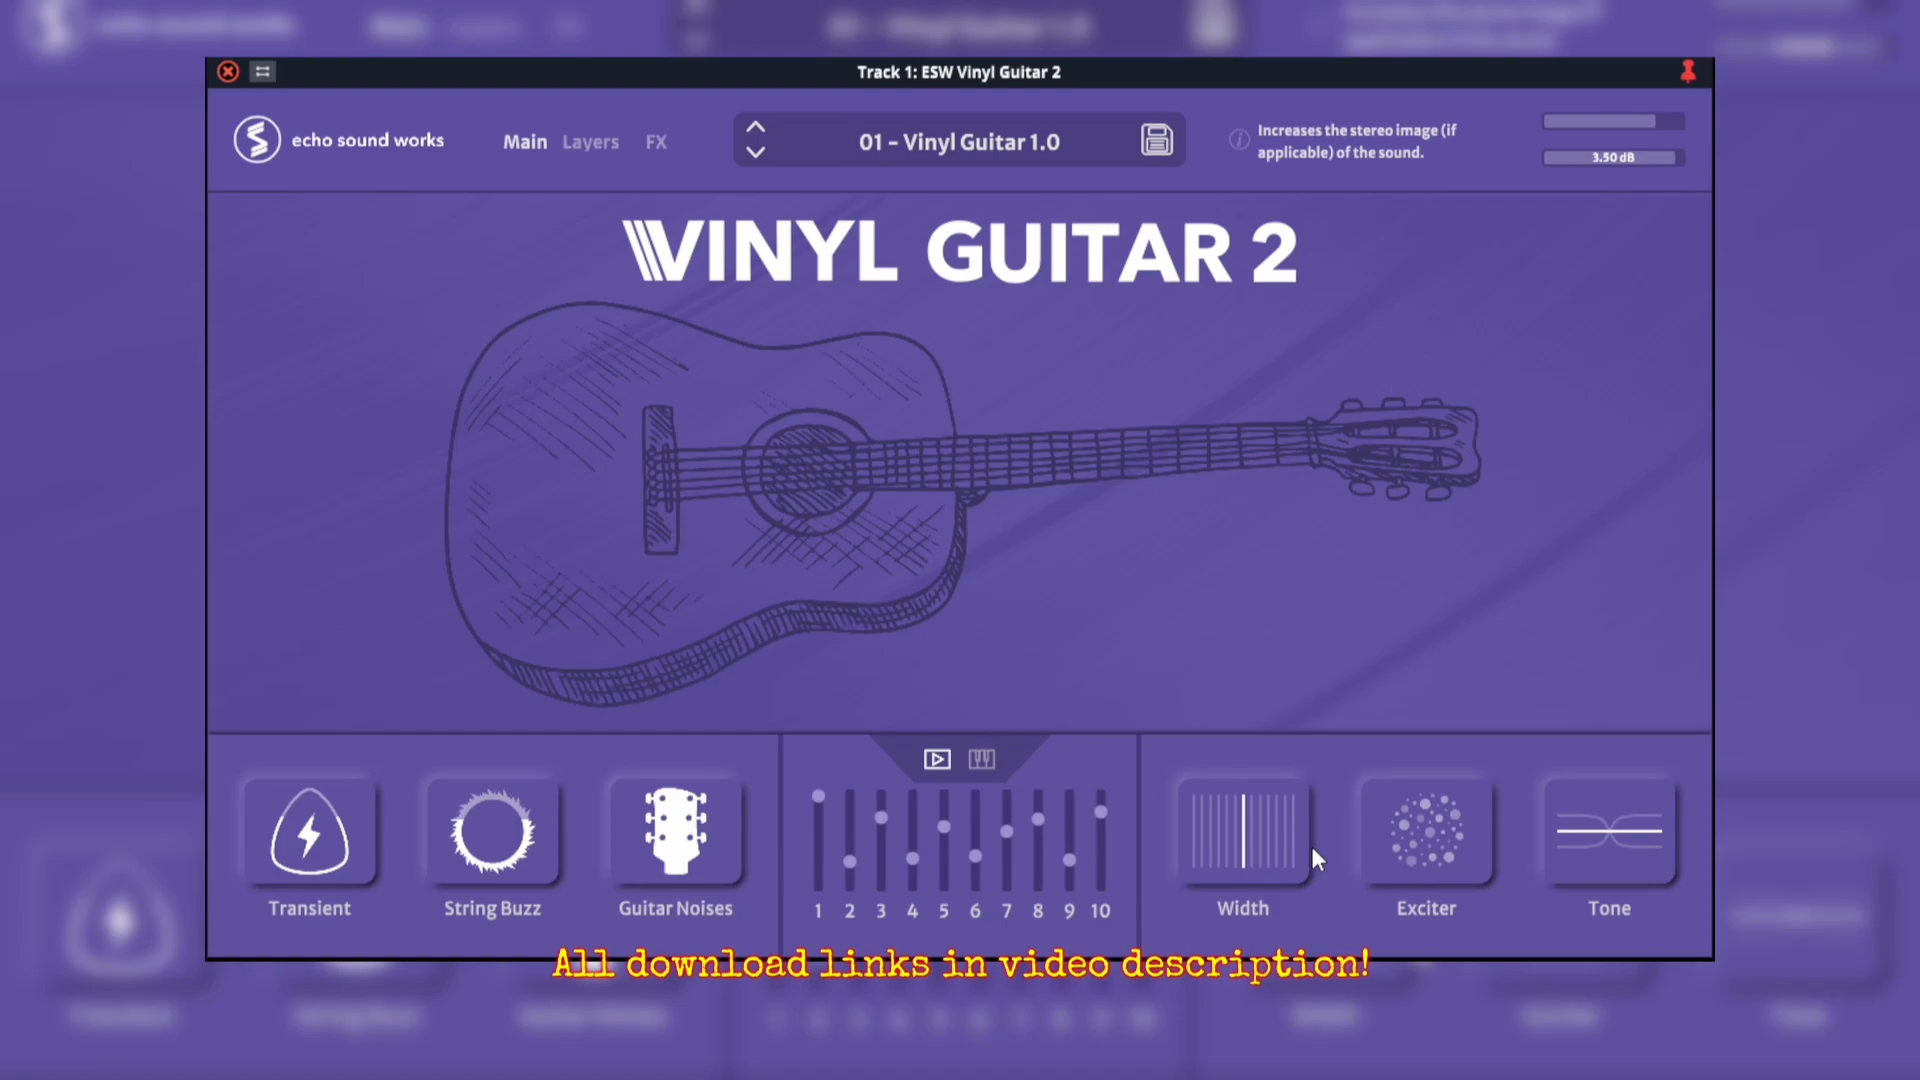 Track 1: ESW Vinyl Guitar 2
echo sound works
Main Layers FX
01 - Vinyl Guitar 1.0
Increases the stereo image (if
applicable) of the sound.
3.50 dB
VINYL GUITAR 2
Transient
String Buzz
Guitar Noises
1 2 3 4 5 6 7 8 9 10
Width
Exciter
Tone
All download links in video description!